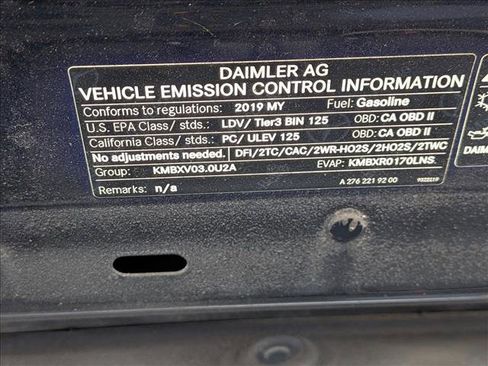 DAIMLER AG
VEHICLE EMISSION CONTROL INFORMATION
Conforms to regulations: 2019 MY Fuel: Gasoline
U.S. EPA Class/ stds.: LDV/ Tier3 BIN 125 OBD: CA OBD II
California Class/ stds.: PC/ ULEV 125 OBD: CA OBD II
No adjustments needed. DFI/2TC/CAC/2WR-HO2S/2HO2S/2TWC
Group: KMBXV03.0U2A EVAP: KMBXR0170LNS.
Remarks: n/a A 276 221 92 00
DAIM